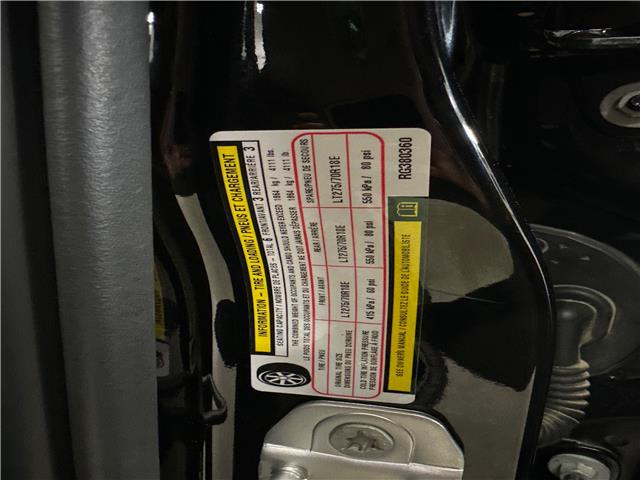 INFORMATION – TIRE AND LOADING / PNEUS ET CHARGEMENT
SEATING CAPACITY / NOMBRE DE PLACES – TOTAL 6 FRONT/AVANT 3 REAR/ARRIÈRE 3
THE COMBINED WEIGHT OF OCCUPANTS AND CARGO SHOULD NEVER EXCEED 1864 kg / 4111 lbs.
LE POIDS TOTAL DES OCCUPANTS ET DU CHARGEMENT NE DOIT JAMAIS DÉPASSER 1864 kg / 4111 lb
TIRE / PNEU FRONT / AVANT REAR / ARRIÈRE SPARE/PNEU DE SECOURS
ORIGINAL TIRE SIZE
DIMENSIONS DU PNEU D'ORIGINE
LT275/70R18E LT275/70R18E LT275/70R18E
COLD TIRE INFLATION PRESSURE
PRESSION DE GONFLAGE À FROID
415 kPa / 60 psi 550 kPa / 80 psi 550 kPa / 80 psi
SEE OWNERS MANUAL / CONSULTEZ LE GUIDE DE L'AUTOMOBILISTE
RG380360